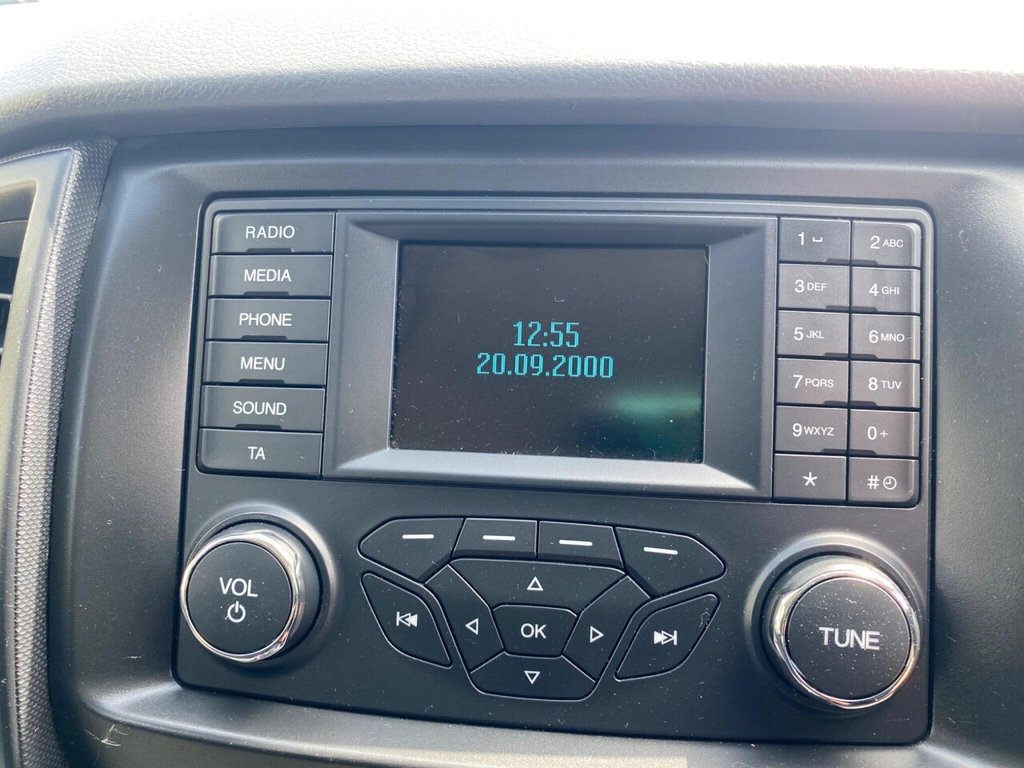 RADIO
MEDIA
PHONE
MENU
SOUND
TA
12:55
20.09.2000
1
2 ABC
3 DEF
4 GHI
5 JKL
6 MNO
7 PQRS
8 TUV
9 WXYZ
0 +
*
#
VOL
OK
TUNE